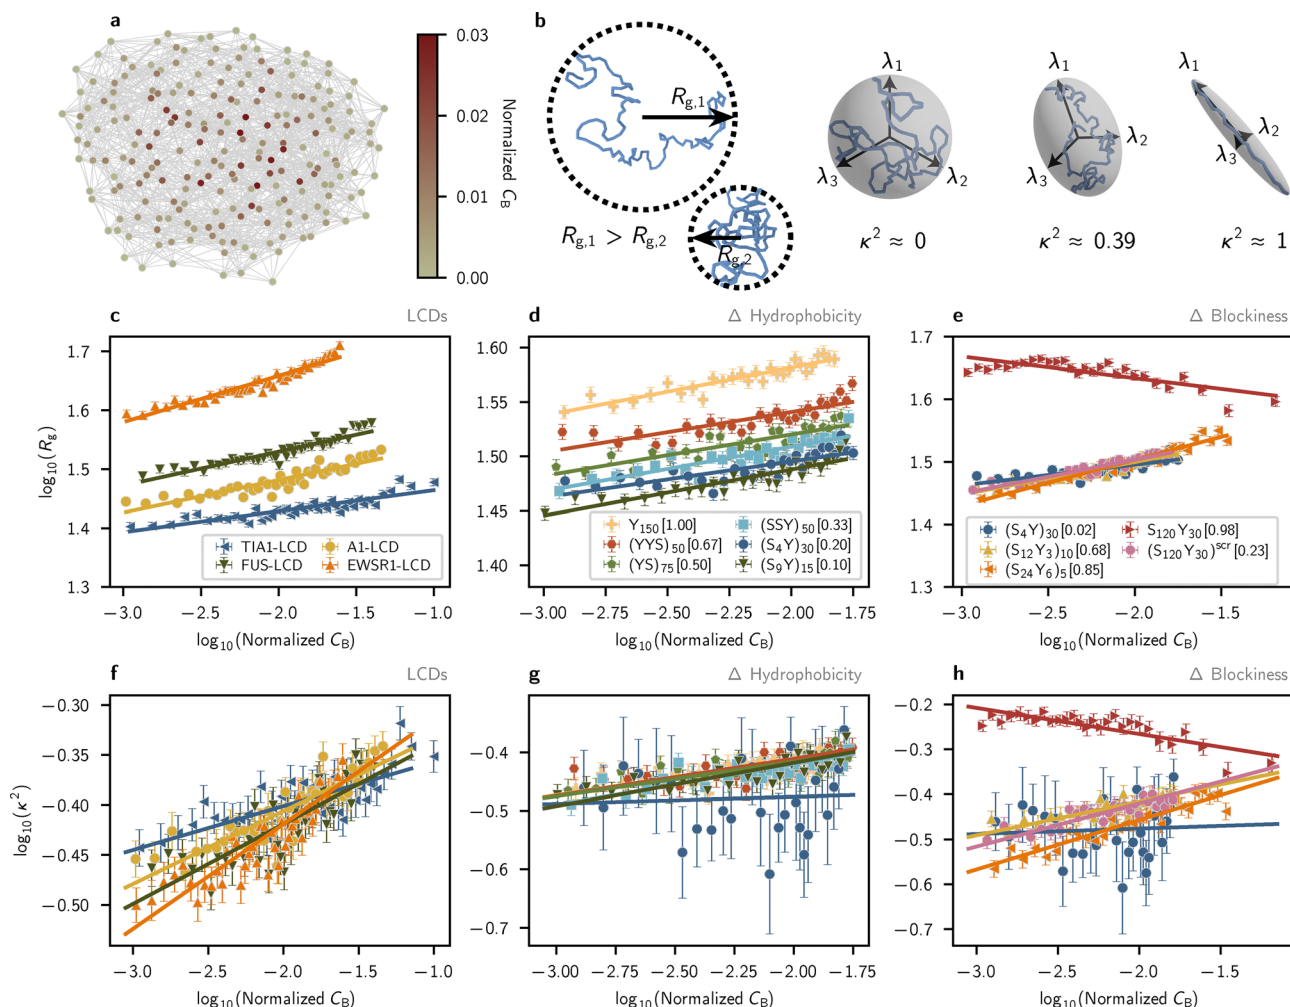 a
0.03
0.02
0.01
0.00
Normalized C_B
b
R_g,1
R_g,1 > R_g,2
R_g,2
λ1
λ3
λ2
κ² ≈ 0
λ1
λ2
λ3
κ² ≈ 0.39
λ1
λ2
λ3
κ² ≈ 1
c
LCDs
1.7
1.6
1.5
1.4
1.3
log₁₀(R_g)
TIA1-LCD
FUS-LCD
A1-LCD
EWSR1-LCD
−3.0 −2.5 −2.0 −1.5 −1.0
log₁₀(Normalized C_B)
d
Δ Hydrophobicity
1.60
1.55
1.50
1.45
1.40
Y₁₅₀ [1.00]
(YYS)₅₀ [0.67]
(YS)₇₅ [0.50]
(SSY)₅₀ [0.33]
(S₄Y)₃₀ [0.20]
(S₉Y)₁₅ [0.10]
−3.00 −2.75 −2.50 −2.25 −2.00 −1.75
log₁₀(Normalized C_B)
e
Δ Blockiness
1.7
1.6
1.5
1.4
1.3
(S₄Y)₃₀ [0.02]
(S₁₂Y₃)₁₀ [0.68]
(S₂₄Y₆)₅ [0.85]
S₁₂₀Y₃₀ [0.98]
(S₁₂₀Y₃₀)ˢᶜʳ [0.23]
−3.0 −2.5 −2.0 −1.5
log₁₀(Normalized C_B)
f
LCDs
−0.30
−0.35
−0.40
−0.45
−0.50
log₁₀(κ²)
−3.0 −2.5 −2.0 −1.5 −1.0
log₁₀(Normalized C_B)
g
Δ Hydrophobicity
−0.4
−0.5
−0.6
−0.7
−3.00 −2.75 −2.50 −2.25 −2.00 −1.75
log₁₀(Normalized C_B)
h
Δ Blockiness
−0.2
−0.3
−0.4
−0.5
−0.6
−0.7
−3.0 −2.5 −2.0 −1.5
log₁₀(Normalized C_B)